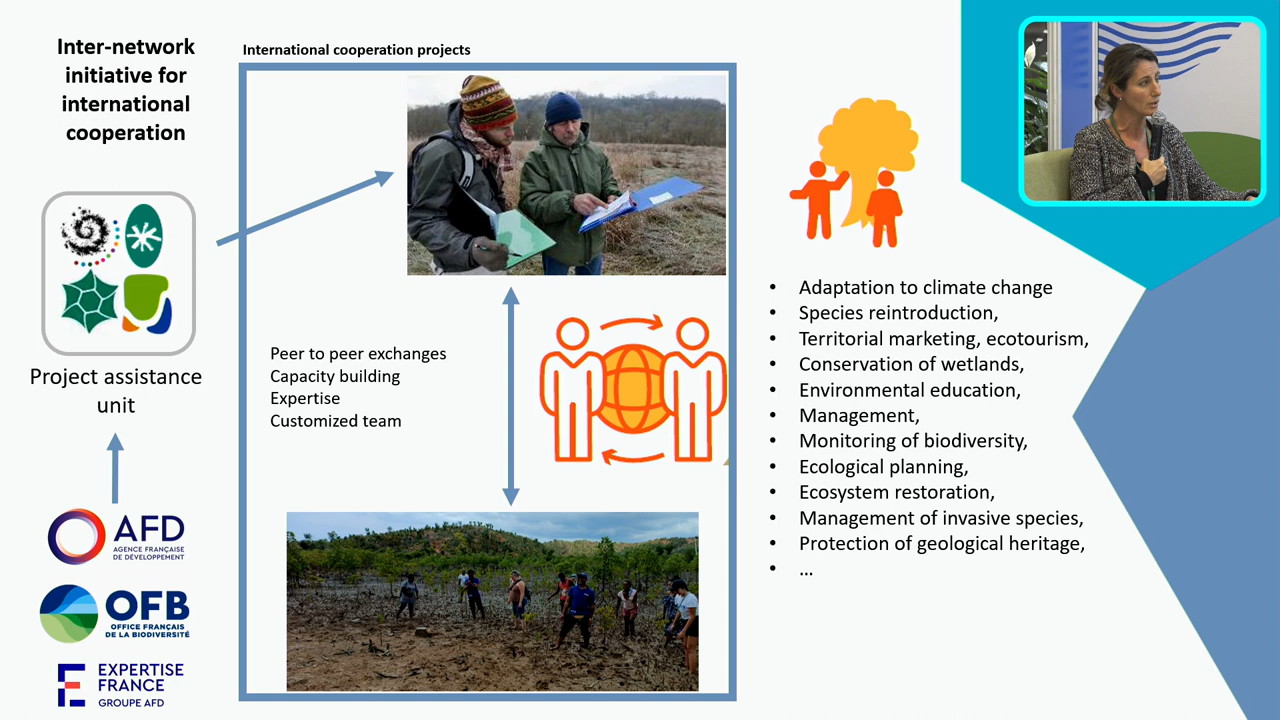 Inter-network
initiative for
international
cooperation
International cooperation projects
Project assistance
unit
AFD
AGENCE FRANÇAISE
DE DÉVELOPPEMENT
OFB
OFFICE FRANÇAIS
DE LA BIODIVERSITÉ
EXPERTISE
FRANCE
GROUPE AFD
Peer to peer exchanges
Capacity building
Expertise
Customized team
• Adaptation to climate change
• Species reintroduction,
• Territorial marketing, ecotourism,
• Conservation of wetlands,
• Environmental education,
• Management,
• Monitoring of biodiversity,
• Ecological planning,
• Ecosystem restoration,
• Management of invasive species,
• Protection of geological heritage,
• ...